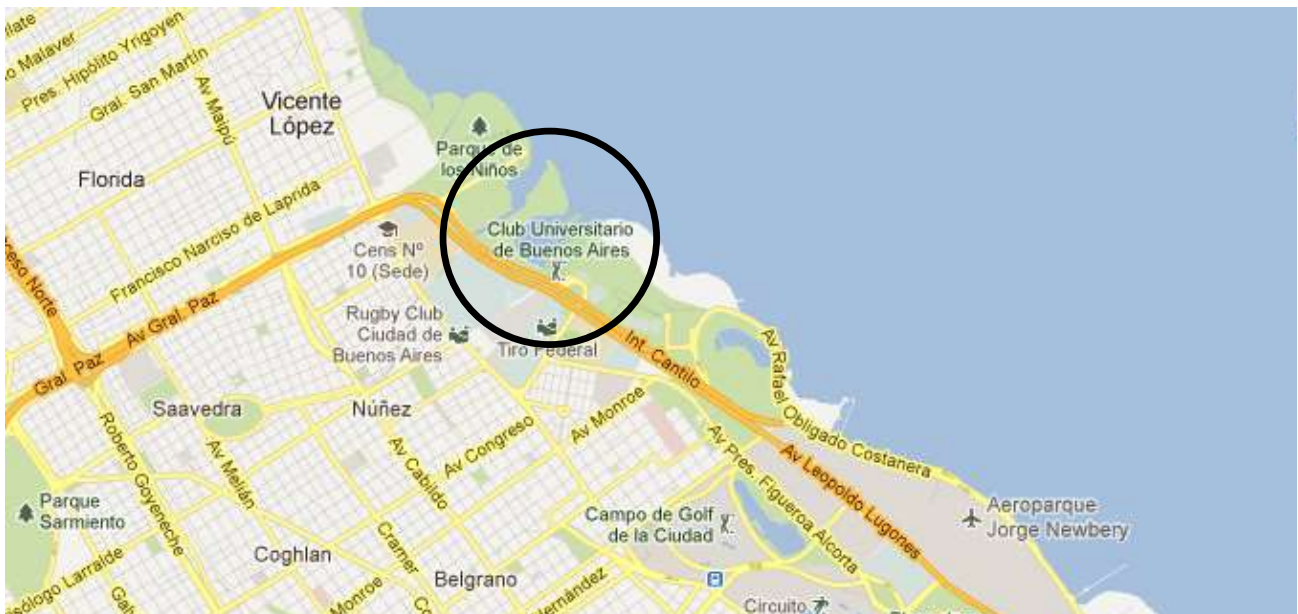 Malaver
Pres. Hipólito Yrigoyen
Gral. San Martín
Av Maipú
Vicente
López
Parque de
los Niños
Florida
Francisco Narciso de Laprida
Club Universitario
de Buenos Aires
Cens Nº
10 (Sede)
Av Gral. Paz
Gral. Paz
Rugby Club
Ciudad de
Buenos Aires
Tiro Federal
Int. Cantilo
Av Rafael Obligado Costanera
Saavedra
Núñez
Av Monroe
Av Congreso
Roberto Goyeneche
Av Melián
Av Cabildo
Av Pres. Figueroa Alcorta
Av Leopoldo Lugones
Parque
Sarmiento
Campo de Golf
de la Ciudad
Aeroparque
Jorge Newbery
Coghlan
Cramer
Belgrano
Monroe
Circuito